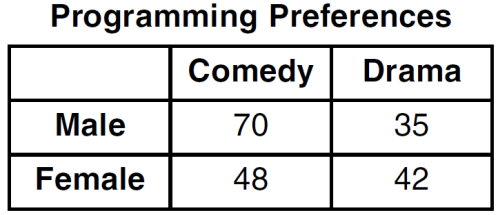 Programming Preferences
Comedy Drama
Male 70 35
Female 48 42